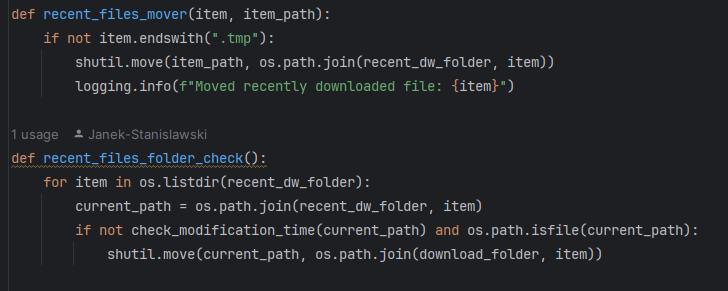 def recent_files_mover(item, item_path):
    if not item.endswith(".tmp"):
        shutil.move(item_path, os.path.join(recent_dw_folder, item))
        logging.info(f"Moved recently downloaded file: {item}")
1 usage Janek-Stanislawski
def recent_files_folder_check():
    for item in os.listdir(recent_dw_folder):
        current_path = os.path.join(recent_dw_folder, item)
        if not check_modification_time(current_path) and os.path.isfile(current_path):
            shutil.move(current_path, os.path.join(download_folder, item))